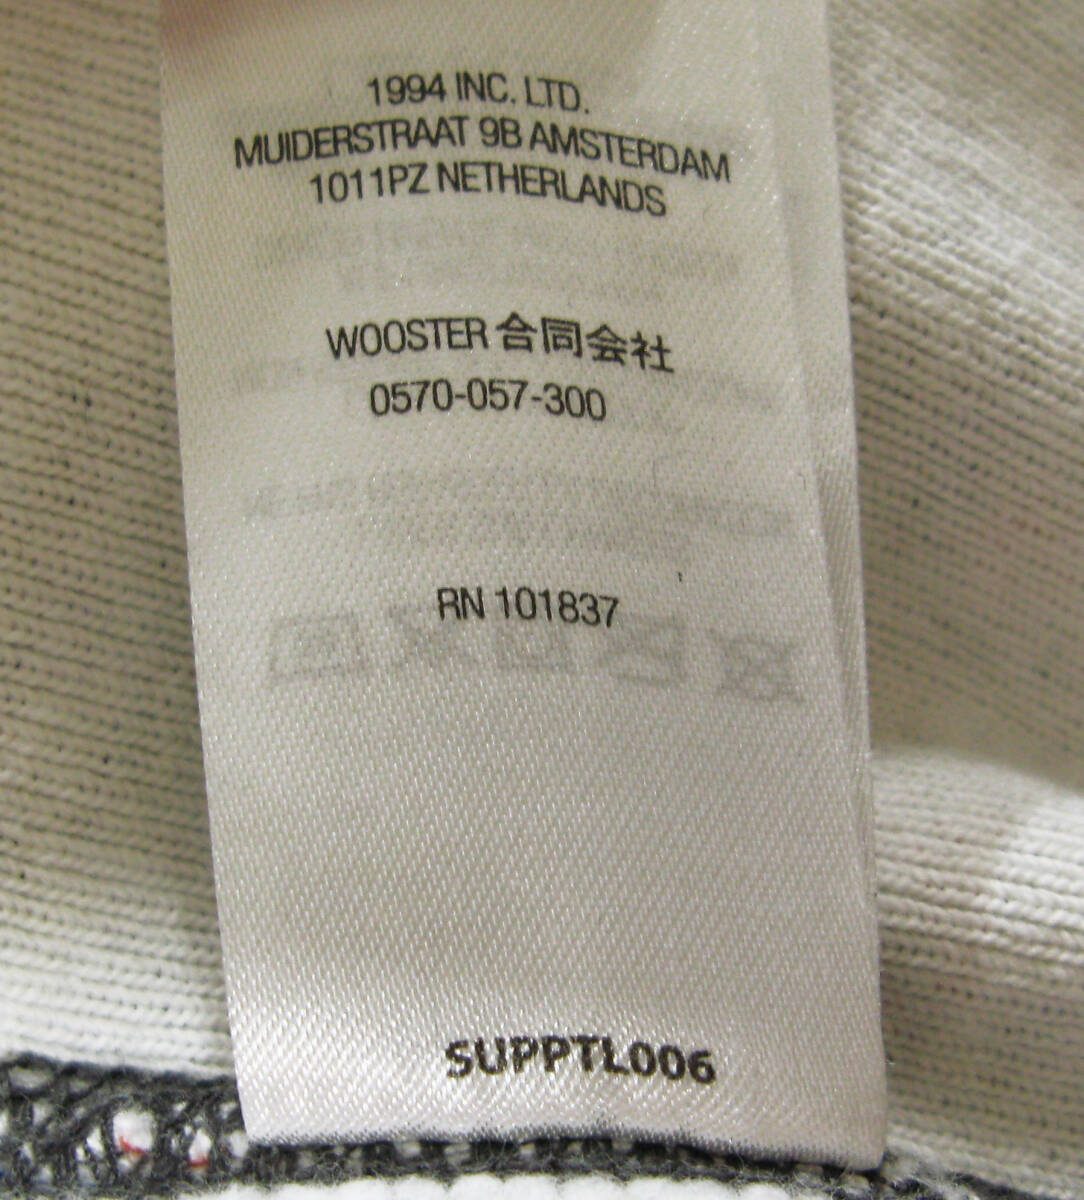 1994 INC. LTD.
MUIDERSTRAAT 9B AMSTERDAM
1011PZ NETHERLANDS
WOOSTER 合同会社
0570-057-300
RN 101837
SUPPTL006